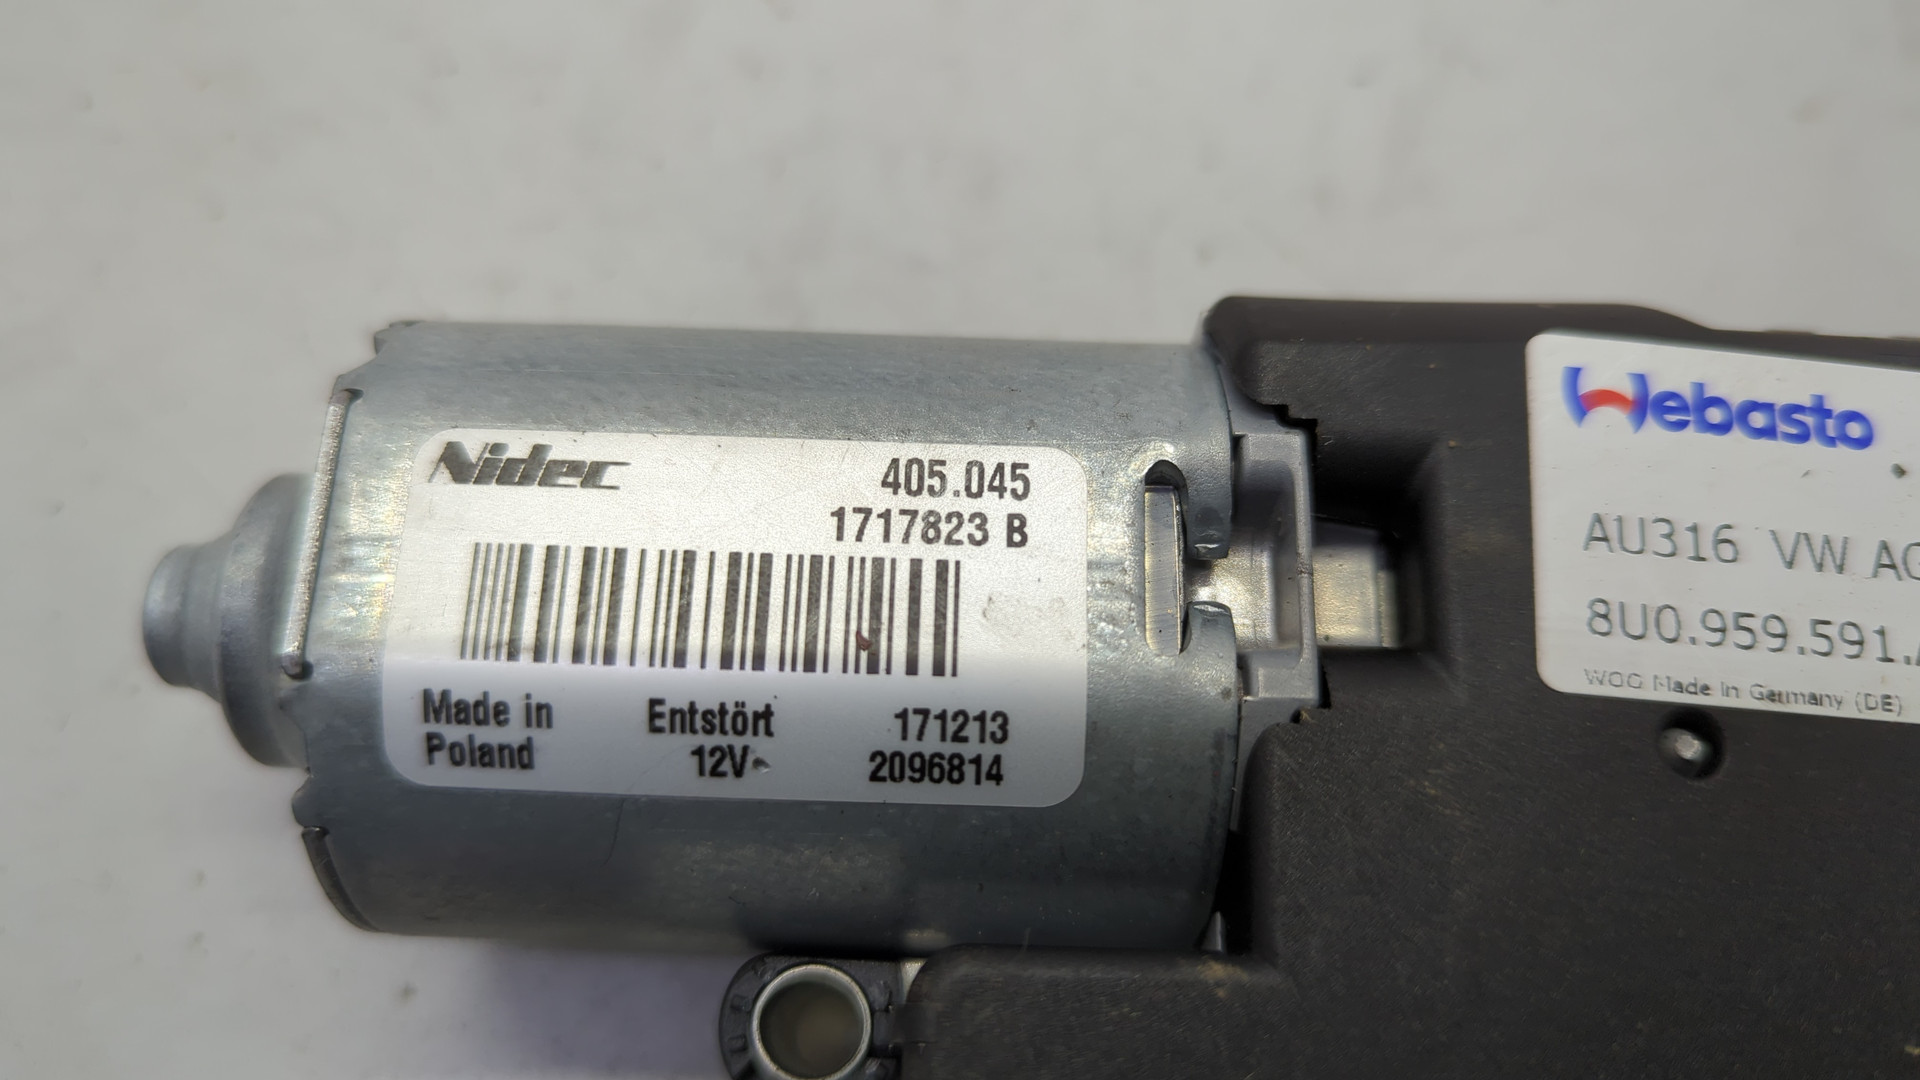 Nidec 405.045
1717823 B
Made in Entstört 171213
Poland 12V 2096814
Webasto
AU316 VW AG
8U0.959.591.
Made in Germany (DE)